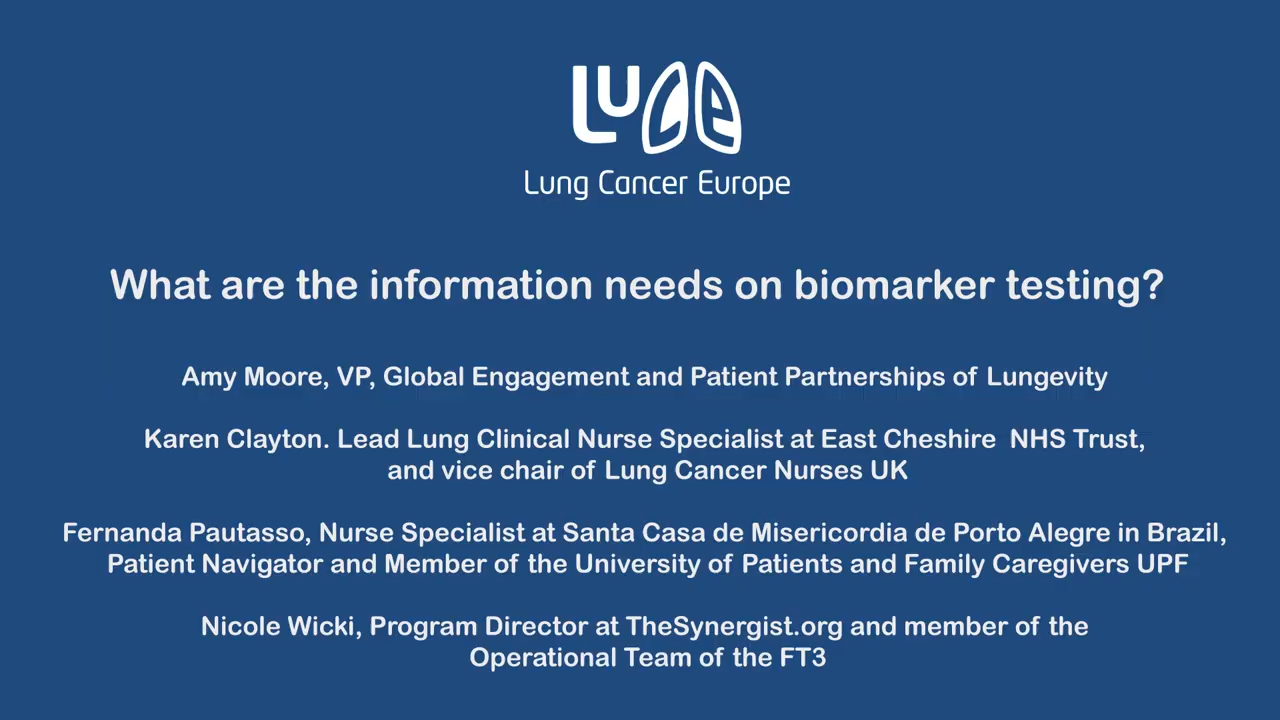 Luce
Lung Cancer Europe
What are the information needs on biomarker testing?
Amy Moore, VP, Global Engagement and Patient Partnerships of Lungevity
Karen Clayton. Lead Lung Clinical Nurse Specialist at East Cheshire NHS Trust,
and vice chair of Lung Cancer Nurses UK
Fernanda Pautasso, Nurse Specialist at Santa Casa de Misericordia de Porto Alegre in Brazil,
Patient Navigator and Member of the University of Patients and Family Caregivers UPF
Nicole Wicki, Program Director at TheSynergist.org and member of the
Operational Team of the FT3